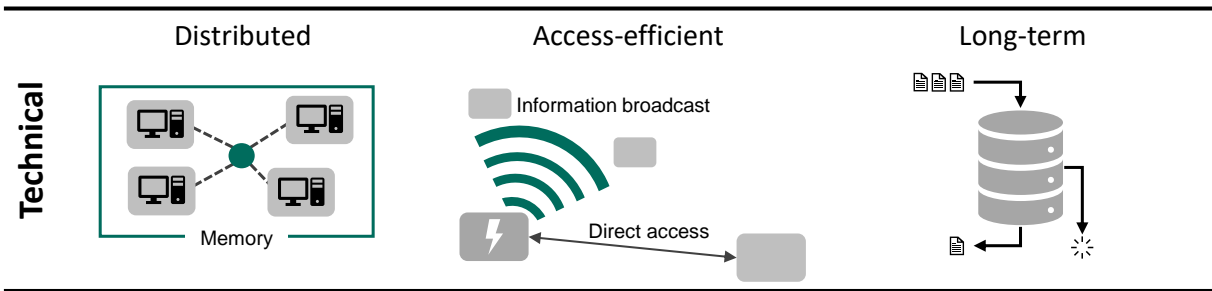 Distributed
Access-efficient
Long-term
Technical
Memory
Information broadcast
Direct access